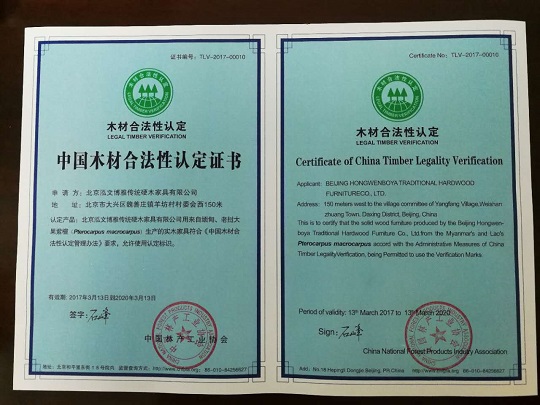 证书编号：TLV-2017-00010
木材合法性认定
LEGAL TIMBER VERIFICATION
中国木材合法性认定证书
申 请 方：北京泓文博雅传统硬木家具有限公司
地 址：北京市大兴区魏善庄镇羊坊村村委会西150米
认定产品：北京泓文博雅传统硬木家具有限公司用来自缅甸、老挝大
果紫檀（Pterocarpus macrocarpus）生产的实木家具符合《中国木材合
法性认定管理办法》要求，允许使用认定标识。
有效期：2017年3月13日到2020年3月13日
签字：石峰
中国林产工业协会
Certificate No：TLV-2017-00010
木材合法性认定
LEGAL TIMBER VERIFICATION
Certificate of China Timber Legality Verification
Applicant: BEIJING HONGWENBOYA TRADITIONAL HARDWOOD
FURNITURECO., LTD.
Address: 150 meters west to the village committee of Yangfang Village,Weishan
zhuang Town, Daxing District, Beijing, China
This is to certify that the solid wood furniture produced by the Beijing Hongwen-
boya Traditional Hardwood Furniture Co., Ltd.from the Myanmar's and Lao's
Pterocarpus macrocarpus accord with the Administrative Measures of China
Timber LegalityVerification, being Permitted to use the Verification Marks
Period of validity: 13th March 2017 to 13th March 2020
Sign: 石峰
China National Forest Products Industry Association